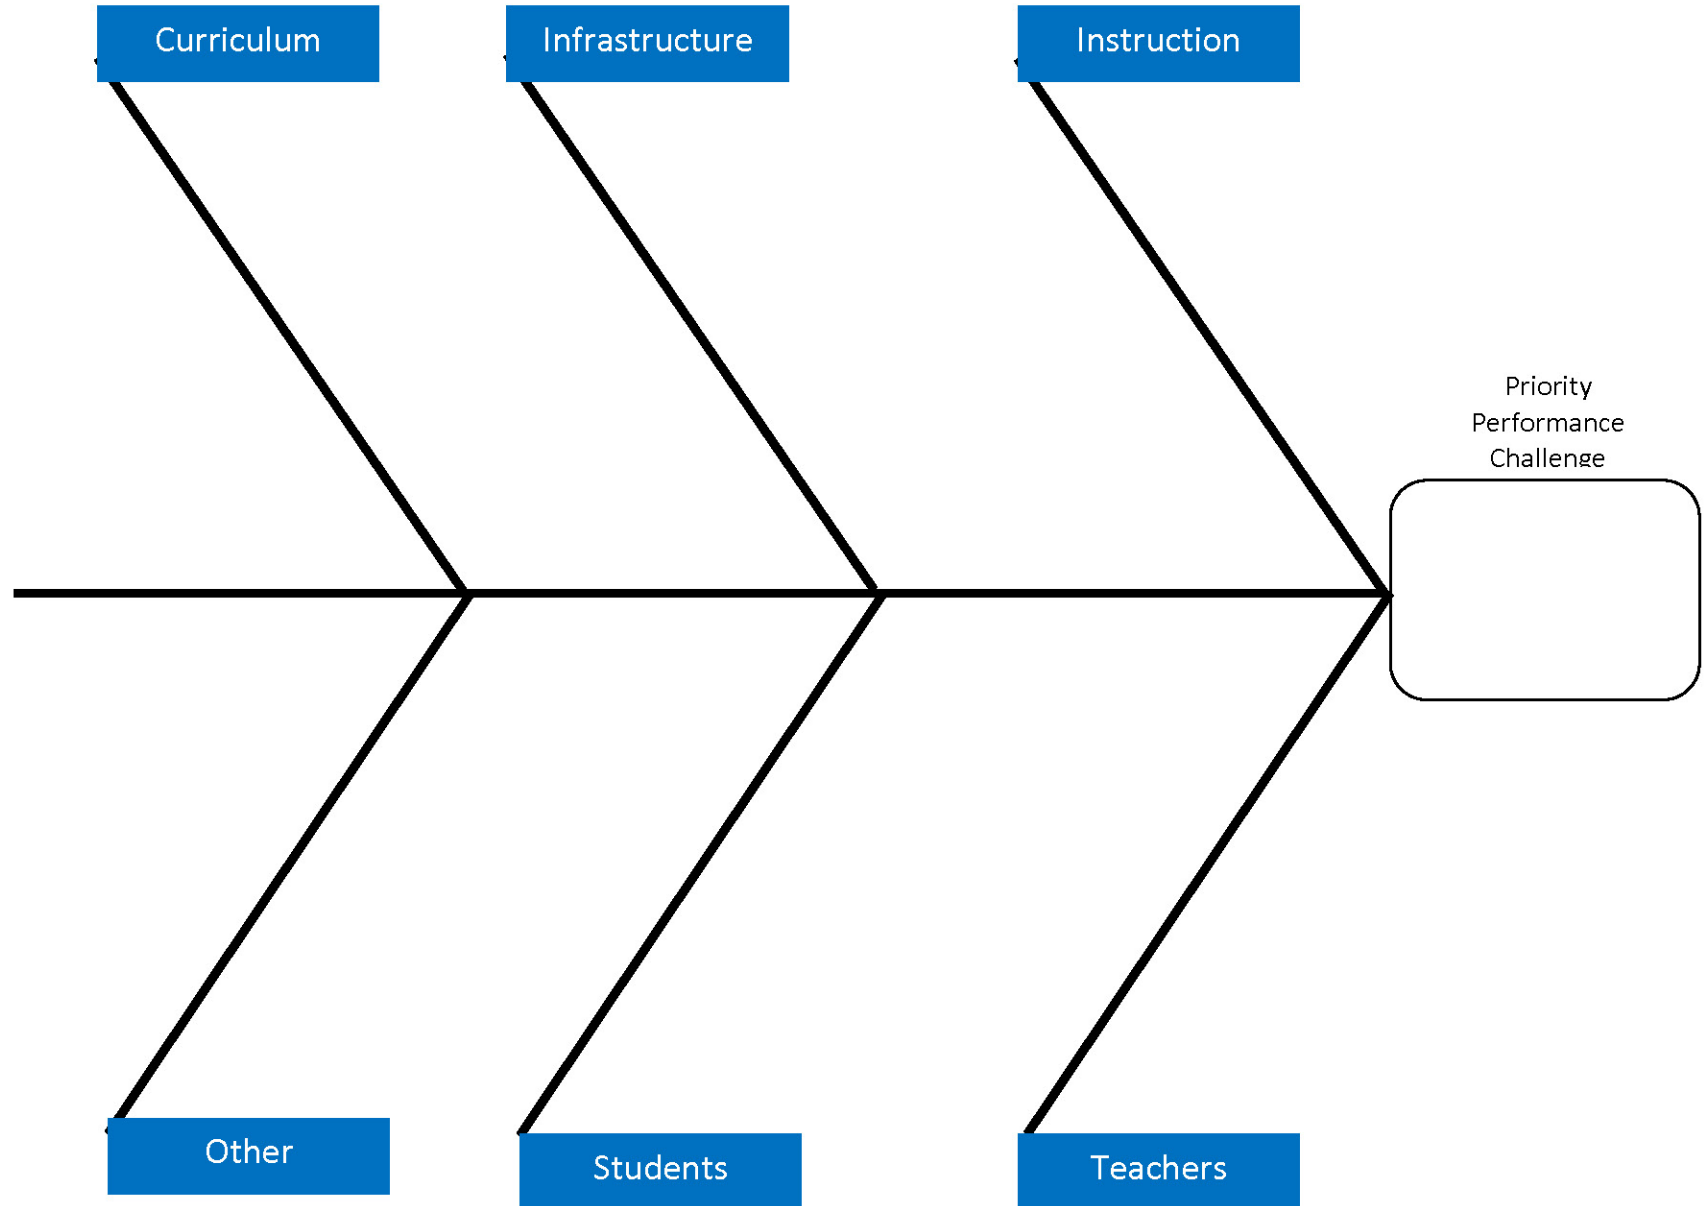 Curriculum
Infrastructure
Instruction
Priority
Performance
Challenge
Other
Students
Teachers